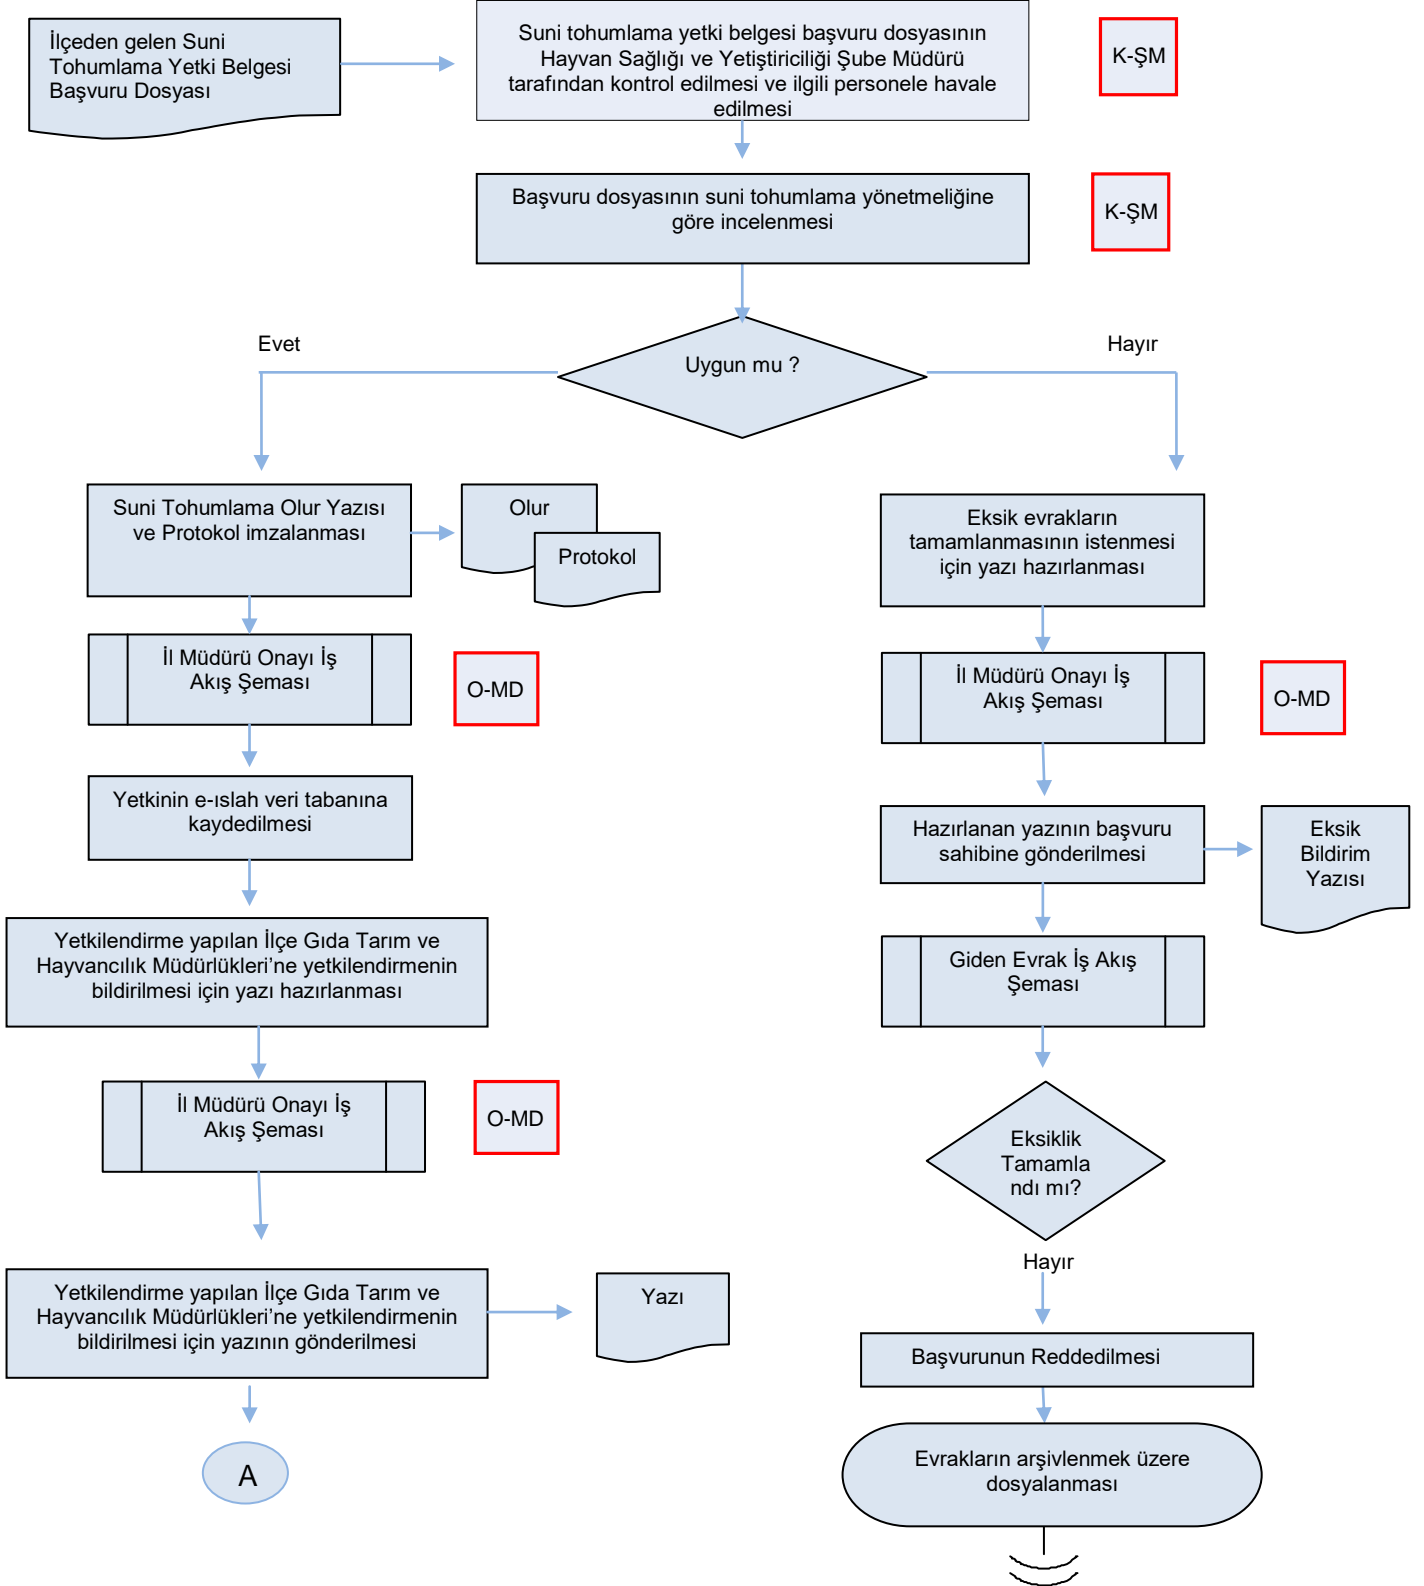 İlçeden gelen Suni
Tohumlama Yetki Belgesi
Başvuru Dosyası
Suni tohumlama yetki belgesi başvuru dosyasının
Hayvan Sağlığı ve Yetiştiriciliği Şube Müdürü
tarafından kontrol edilmesi ve ilgili personele havale
edilmesi
K-ŞM
Başvuru dosyasının suni tohumlama yönetmeliğine
göre incelenmesi
K-ŞM
Evet
Uygun mu ?
Hayır
Suni Tohumlama Olur Yazısı
ve Protokol imzalanması
Olur
Protokol
Eksik evrakların
tamamlanmasının istenmesi
için yazı hazırlanması
İl Müdürü Onayı İş
Akış Şeması
O-MD
İl Müdürü Onayı İş
Akış Şeması
O-MD
Yetkinin e-ıslah veri tabanına
kaydedilmesi
Hazırlanan yazının başvuru
sahibine gönderilmesi
Eksik
Bildirim
Yazısı
Yetkilendirme yapılan İlçe Gıda Tarım ve
Hayvancılık Müdürlükleri’ne yetkilendirmenin
bildirilmesi için yazı hazırlanması
Giden Evrak İş Akış
Şeması
İl Müdürü Onayı İş
Akış Şeması
O-MD
Eksiklik
Tamamla
ndı mı?
Hayır
Yetkilendirme yapılan İlçe Gıda Tarım ve
Hayvancılık Müdürlükleri’ne yetkilendirmenin
bildirilmesi için yazının gönderilmesi
Yazı
Başvurunun Reddedilmesi
A
Evrakların arşivlenmek üzere
dosyalanması